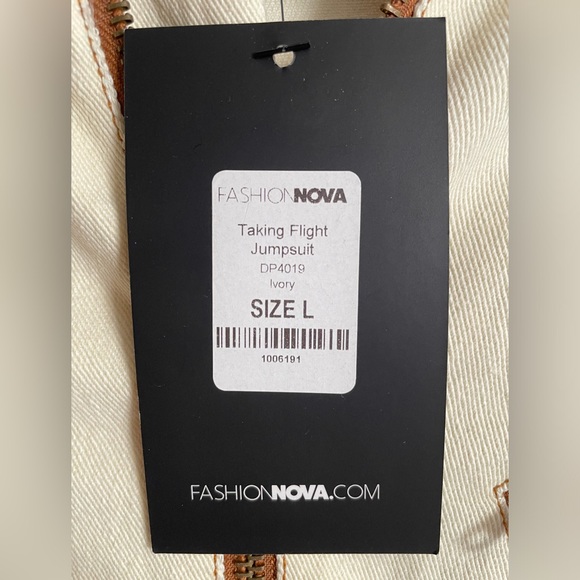 FASHIONNOVA
Taking Flight
Jumpsuit
DP4019
Ivory
SIZE L
1006191
FASHIONNOVA.COM